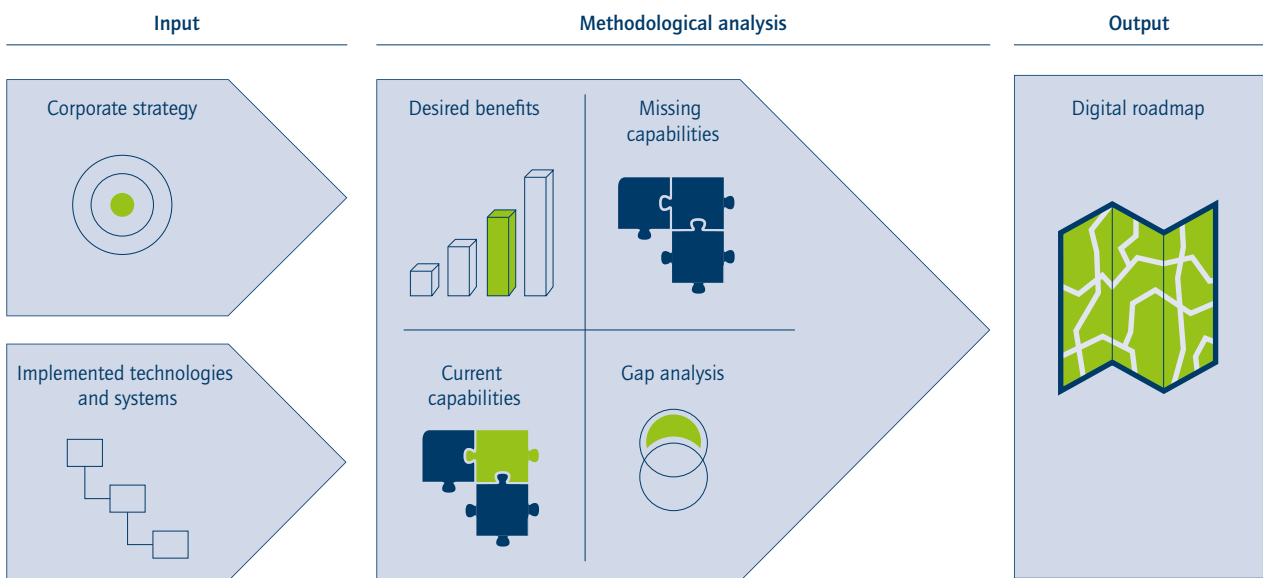 Input
Methodological analysis
Output
Corporate strategy
Implemented technologies
and systems
Desired benefits
Missing
capabilities
Current
capabilities
Gap analysis
Digital roadmap